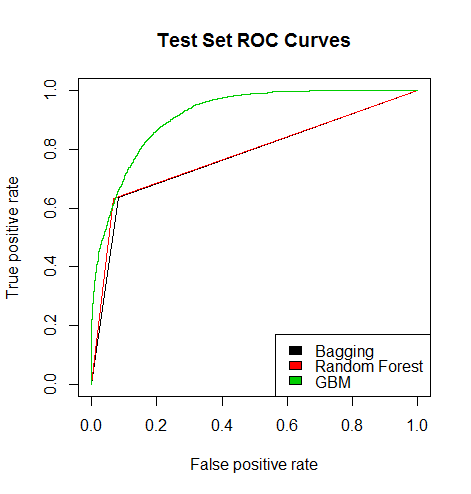 Test Set ROC Curves
True positive rate
1.0
0.8
0.6
0.4
0.2
0.0
Bagging
Random Forest
GBM
0.0 0.2 0.4 0.6 0.8 1.0
False positive rate